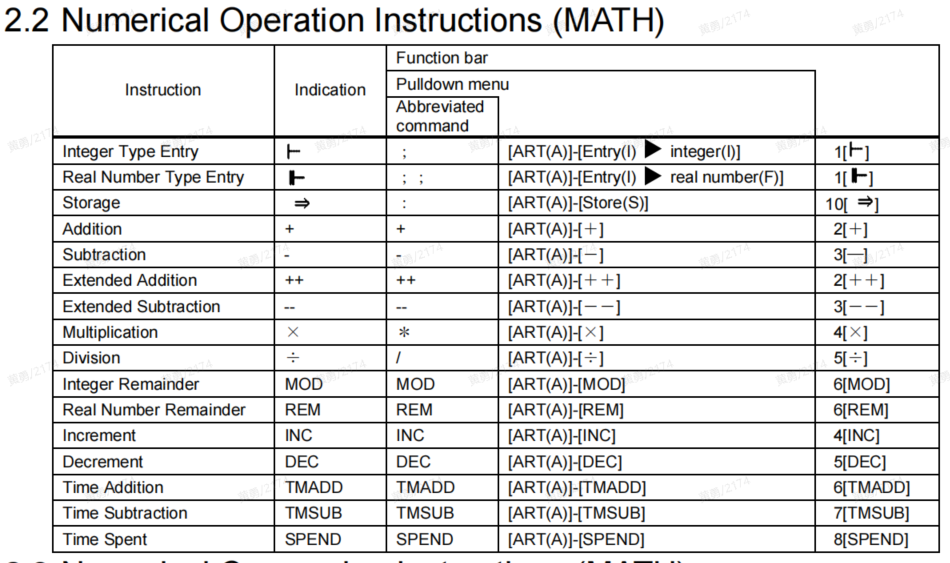 2.2 Numerical Operation Instructions (MATH)
Instruction Indication Function bar
Pulldown menu
Abbreviated command
Integer Type Entry ; [ART(A)]-[Entry(I) ▶ integer(I)] 1[⊢]
Real Number Type Entry ; ; [ART(A)]-[Entry(I) ▶ real number(F)] 1[┣]
Storage ⇒ : [ART(A)]-[Store(S)] 10[ ⇒]
Addition + + [ART(A)]-[+] 2[+]
Subtraction - - [ART(A)]-[−] 3[−]
Extended Addition ++ ++ [ART(A)]-[++] 2[++]
Extended Subtraction -- -- [ART(A)]-[−−] 3[−−]
Multiplication × * [ART(A)]-[×] 4[×]
Division ÷ / [ART(A)]-[÷] 5[÷]
Integer Remainder MOD MOD [ART(A)]-[MOD] 6[MOD]
Real Number Remainder REM REM [ART(A)]-[REM] 6[REM]
Increment INC INC [ART(A)]-[INC] 4[INC]
Decrement DEC DEC [ART(A)]-[DEC] 5[DEC]
Time Addition TMADD TMADD [ART(A)]-[TMADD] 6[TMADD]
Time Subtraction TMSUB TMSUB [ART(A)]-[TMSUB] 7[TMSUB]
Time Spent SPEND SPEND [ART(A)]-[SPEND] 8[SPEND]